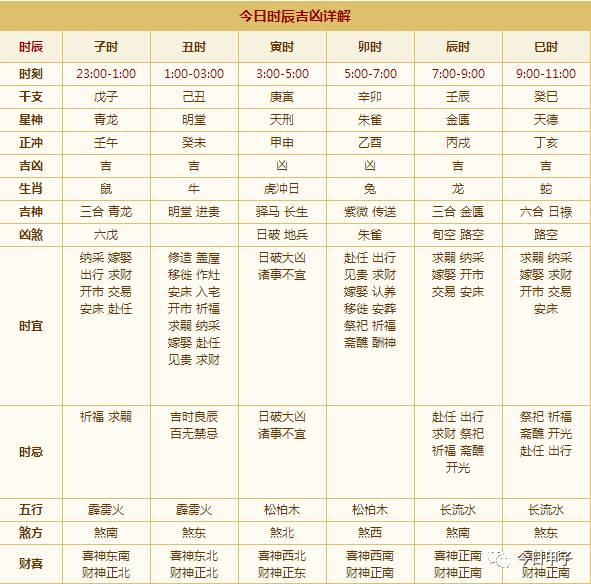 今日时辰吉凶详解
时辰 子时 丑时 寅时 卯时 辰时 巳时
时刻 23:00-1:00 1:00-03:00 3:00-5:00 5:00-7:00 7:00-9:00 9:00-11:00
干支 戊子 己丑 庚寅 辛卯 壬辰 癸巳
星神 青龙 明堂 天刑 朱雀 金匮 天德
正冲 壬午 癸未 甲申 乙酉 丙戌 丁亥
吉凶 吉 吉 凶 凶 吉 吉
生肖 鼠 牛 虎冲日 兔 龙 蛇
吉神 三合 青龙 明堂 进贵 驿马 长生 紫微 传送 三合 金匮 六合 日禄
凶煞 六戊 日破 地兵 朱雀 旬空 路空 路空
时宜
纳采 嫁娶
出行 求财
开市 交易
安床 赴任
修造 盖屋
移徙 作灶
安床 入宅
开市 祈福
求嗣 纳采
嫁娶 赴任
见贵 求财
日破大凶
诸事不宜
赴任 出行
见贵 求财
嫁娶 认养
移徙 安葬
祭祀 祈福
斋醮 酬神
求嗣 纳采
嫁娶 开市
交易 安床
求嗣 纳采
嫁娶 求财
开市 交易
安床
时忌
祈福 求嗣
吉时良辰
百无禁忌
日破大凶
诸事不宜
赴任 出行
求财 祭祀
祈福 斋醮
开光
祭祀 祈福
斋醮 开光
赴任 出行
五行 霹雳火 霹雳火 松柏木 松柏木 长流水 长流水
煞方 煞南 煞东 煞北 煞西 煞南 煞东
财喜
喜神东南
财神正北
喜神东北
财神正北
喜神西北
财神正东
喜神西南
财神正南
喜神正南
财神正南
财神正南
今日甲子